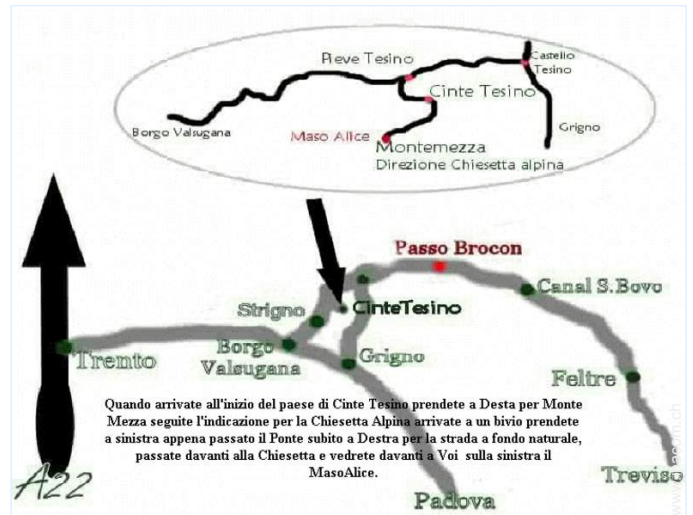 Pieve Tesino
Castello
Tesino
Cinte Tesino
Borgo Valsugana
Maso Alice
Grigno
Montemezza
Direzione Chiesetta alpina
Passo Brocon
Canal S.Bovo
CinteTesino
Strigno
Trento
Borgo
Valsugana
Grigno
Feltre
Quando arrivate all'inizio del paese di Cinte Tesino prendete a Desta per Monte
Mezza seguite l'indicazione per la Chiesetta Alpina arrivate a un bivio prendete
a sinistra appena passato il Ponte subito a Destra per la strada a fondo naturale,
passate davanti alla Chiesetta e vedrete davanti a Voi sulla sinistra il
MasoAlice.
A22
Treviso
Padova